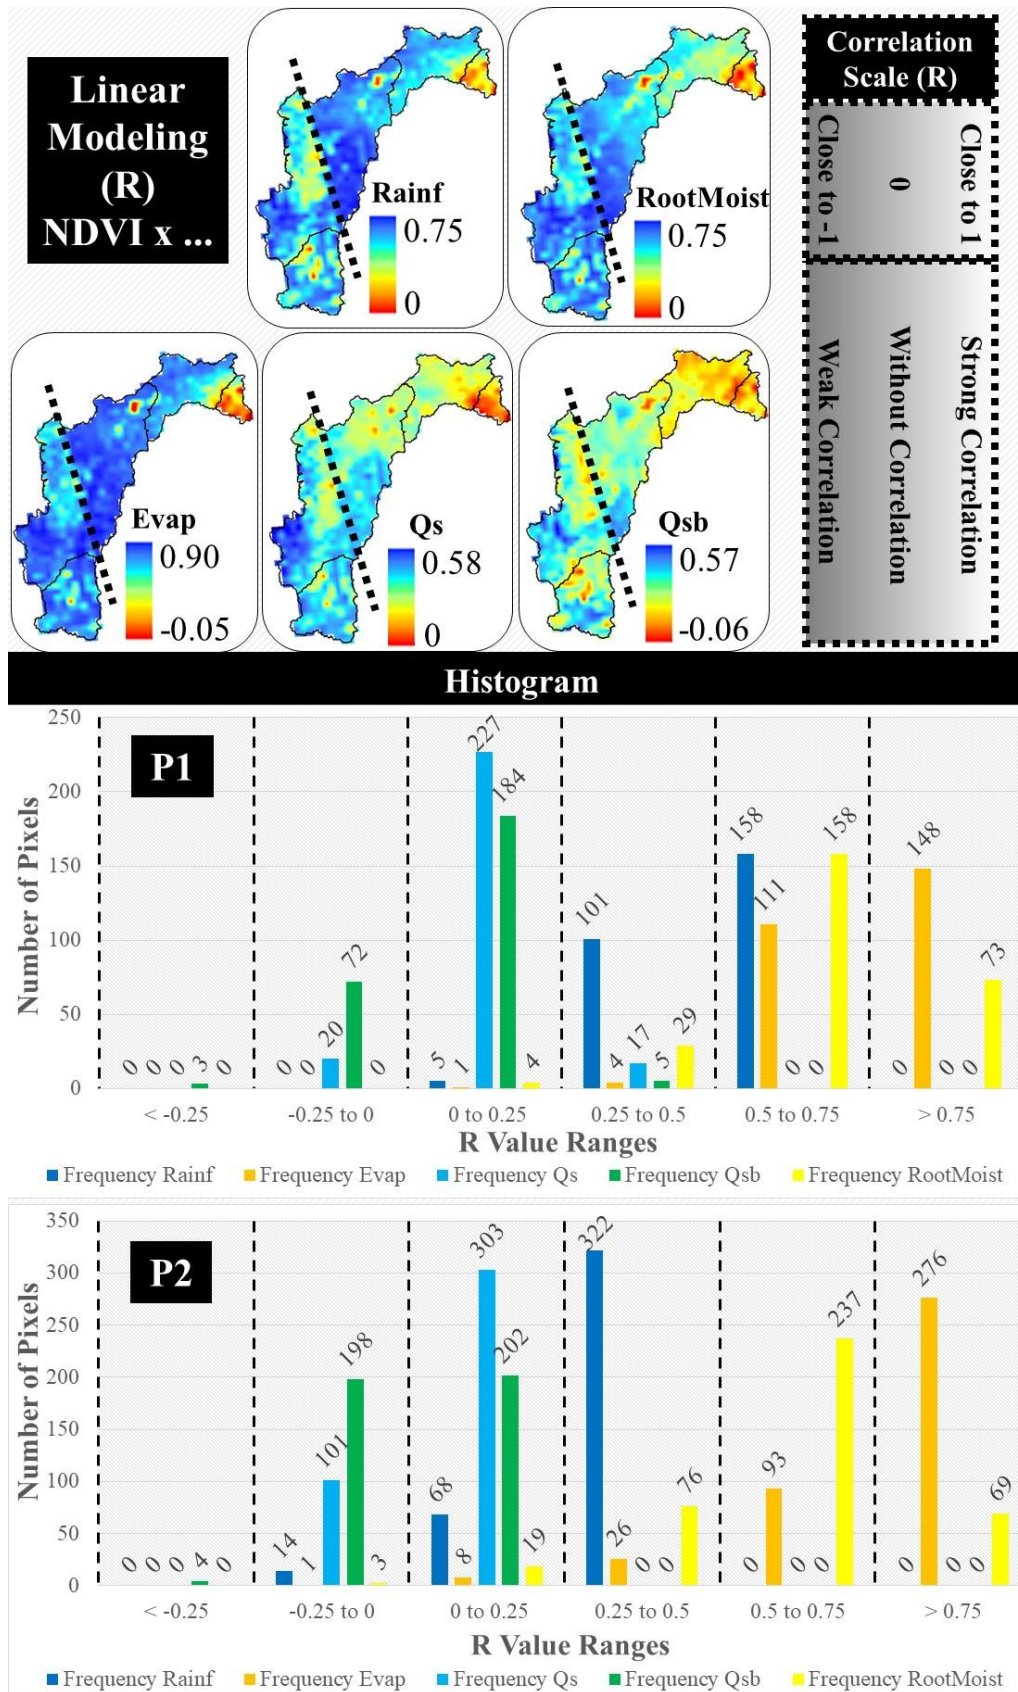 Linear
Modeling
(R)
NDVI x ...
Rainf
0.75
0
RootMoist
0.75
0
Correlation
Scale (R)
Close to -1
0
Close to 1
Weak Correlation
Without Correlation
Strong Correlation
Evap
0.90
-0.05
Qs
0.58
0
Qsb
0.57
-0.06
Histogram
P1
Number of Pixels
250
200
150
100
50
0
0 0 0 3 0
0 0 20 72 0
5 1 227 184 4
101 4 17 5 29
158 111 0 0 158
0 148 0 0 73
< -0.25 -0.25 to 0 0 to 0.25 0.25 to 0.5 0.5 to 0.75 > 0.75
R Value Ranges
Frequency Rainf Frequency Evap Frequency Qs Frequency Qsb Frequency RootMoist
P2
Number of Pixels
350
300
250
200
150
100
50
0
0 0 0 4 0
14 1 101 198 3
68 8 303 202 19
322 26 0 0 76
0 93 0 0 237
0 276 0 0 69
< -0.25 -0.25 to 0 0 to 0.25 0.25 to 0.5 0.5 to 0.75 > 0.75
R Value Ranges
Frequency Rainf Frequency Evap Frequency Qs Frequency Qsb Frequency RootMoist